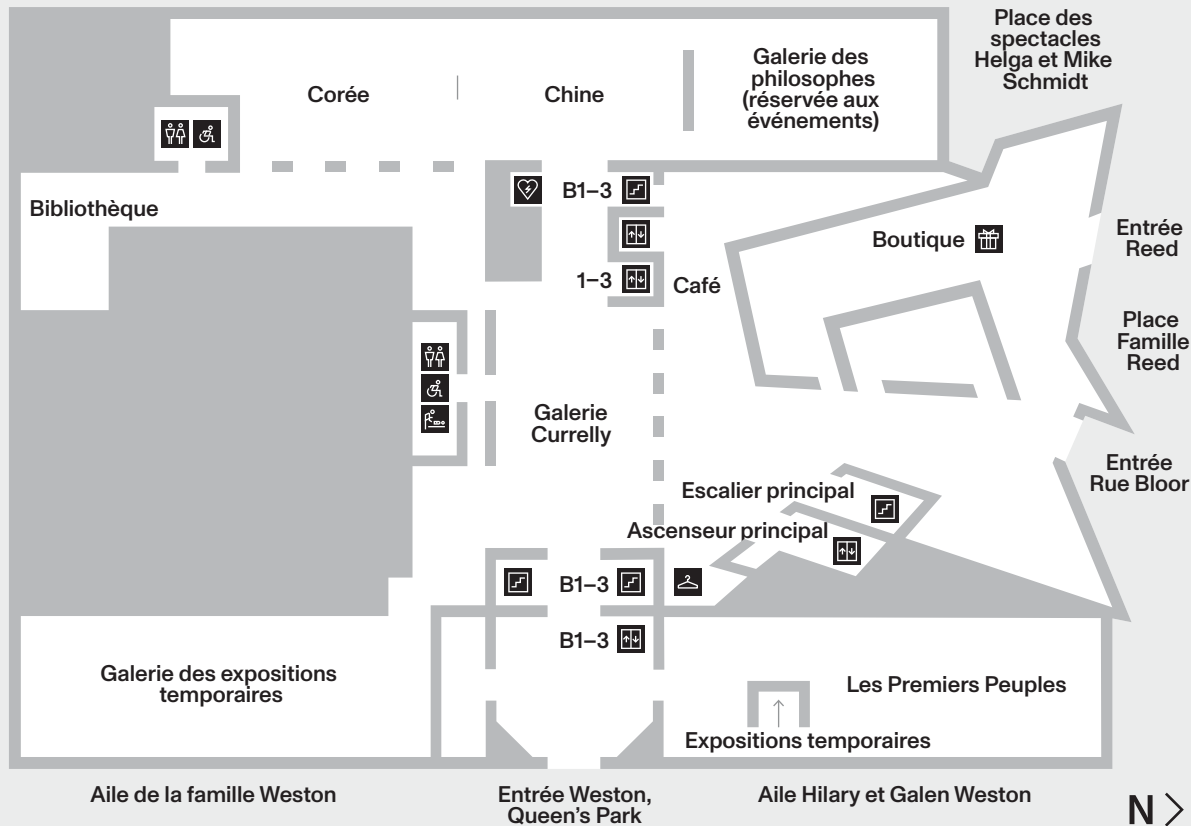 Place des
spectacles
Helga et Mike
Schmidt
Corée
Chine
Galerie des
philosophes
(réservée aux
événements)
B1–3
Bibliothèque
Boutique
Entrée
Reed
1–3
Café
Place
Famille
Reed
Galerie
Currelly
Entrée
Rue Bloor
Escalier principal
Ascenseur principal
B1–3
B1–3
Galerie des expositions
temporaires
Les Premiers Peuples
Expositions temporaires
Aile de la famille Weston
Entrée Weston,
Queen's Park
Aile Hilary et Galen Weston
N